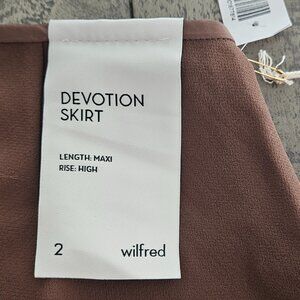 DEVOTION
SKIRT
LENGTH: MAXI
RISE: HIGH
2 wilfred